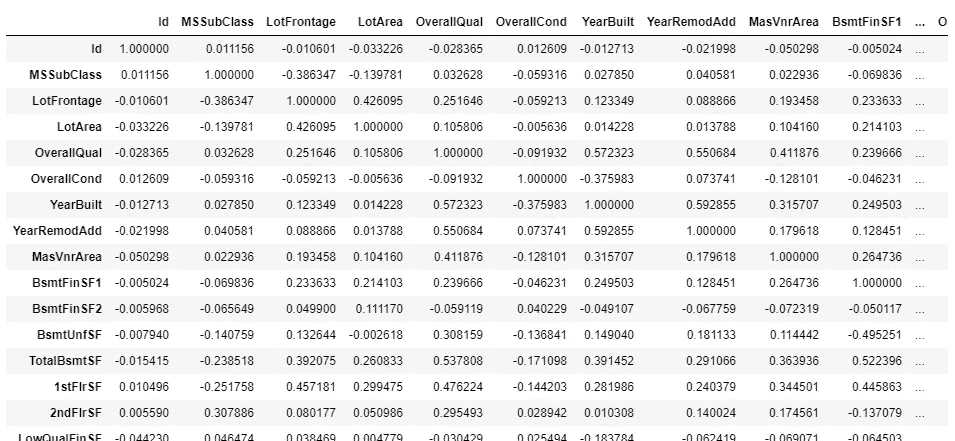 Id MSSubClass LotFrontage LotArea OverallQual OverallCond YearBuilt YearRemodAdd MasVnrArea BsmtFinSF1 ... O
Id 1.000000 0.011156 -0.010601 -0.033226 -0.028365 0.012609 -0.012713 -0.021998 -0.050298 -0.005024 ...
MSSubClass 0.011156 1.000000 -0.386347 -0.139781 0.032628 -0.059316 0.027850 0.040581 0.022936 -0.069836 ...
LotFrontage -0.010601 -0.386347 1.000000 0.426095 0.251646 -0.059213 0.123349 0.088866 0.193458 0.233633 ...
LotArea -0.033226 -0.139781 0.426095 1.000000 0.105806 -0.005636 0.014228 0.013788 0.104160 0.214103 ...
OverallQual -0.028365 0.032628 0.251646 0.105806 1.000000 -0.091932 0.572323 0.550684 0.411876 0.239666 ...
OverallCond 0.012609 -0.059316 -0.059213 -0.005636 -0.091932 1.000000 -0.375983 0.073741 -0.128101 -0.046231 ...
YearBuilt -0.012713 0.027850 0.123349 0.014228 0.572323 -0.375983 1.000000 0.592855 0.315707 0.249503 ...
YearRemodAdd -0.021998 0.040581 0.088866 0.013788 0.550684 0.073741 0.592855 1.000000 0.179618 0.128451 ...
MasVnrArea -0.050298 0.022936 0.193458 0.104160 0.411876 -0.128101 0.315707 0.179618 1.000000 0.264736 ...
BsmtFinSF1 -0.005024 -0.069836 0.233633 0.214103 0.239666 -0.046231 0.249503 0.128451 0.264736 1.000000 ...
BsmtFinSF2 -0.005968 -0.065649 0.049900 0.111170 -0.059119 0.040229 -0.049107 -0.067759 -0.072319 -0.050117 ...
BsmtUnfSF -0.007940 -0.140759 0.132644 -0.002618 0.308159 -0.136841 0.149040 0.181133 0.114442 -0.495251 ...
TotalBsmtSF -0.015415 -0.238518 0.392075 0.260833 0.537808 -0.171098 0.391452 0.291066 0.363936 0.522396 ...
1stFlrSF 0.010496 -0.251758 0.457181 0.299475 0.476224 -0.144203 0.281986 0.240379 0.344501 0.445863 ...
2ndFlrSF 0.005590 0.307886 0.080177 0.050986 0.295493 0.028942 0.010308 0.140024 0.174561 -0.137079 ...
LowQualFinSF -0.044230 0.046474 0.038469 0.004779 -0.030429 0.025494 -0.183784 -0.062419 -0.069071 -0.064503 ...